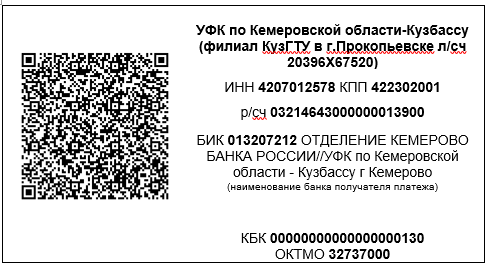 УФК по Кемеровской области-Кузбассу
(филиал КузГТУ в г.Прокопьевске л/сч
20396X67520)
ИНН 4207012578 КПП 422302001
р/сч 03214643000000013900
БИК 013207212 ОТДЕЛЕНИЕ КЕМЕРОВО
БАНКА РОССИИ//УФК по Кемеровской
области - Кузбассу г Кемерово
(наименование банка получателя платежа)
КБК 00000000000000000130
ОКТМО 32737000